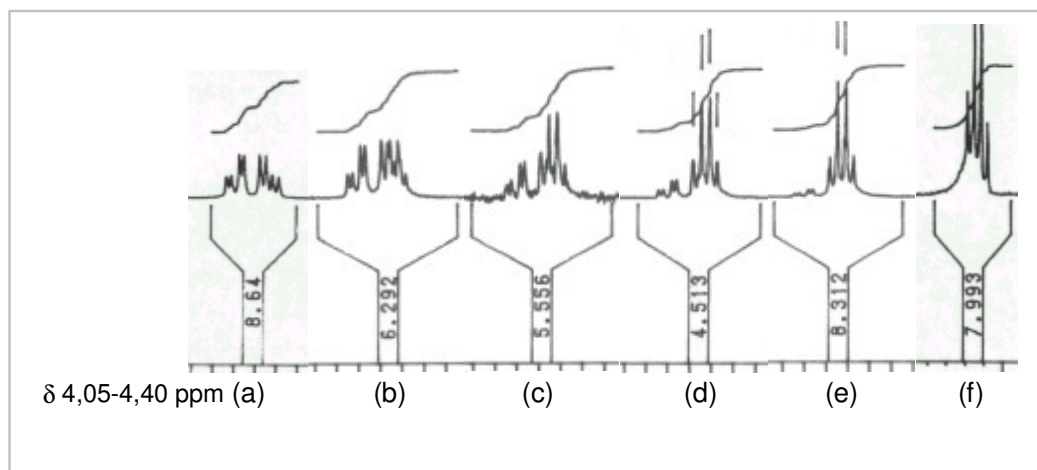 8.64 6.292 5.556 4.513 8.312 7.993
δ 4,05-4,40 ppm (a) (b) (c) (d) (e) (f)